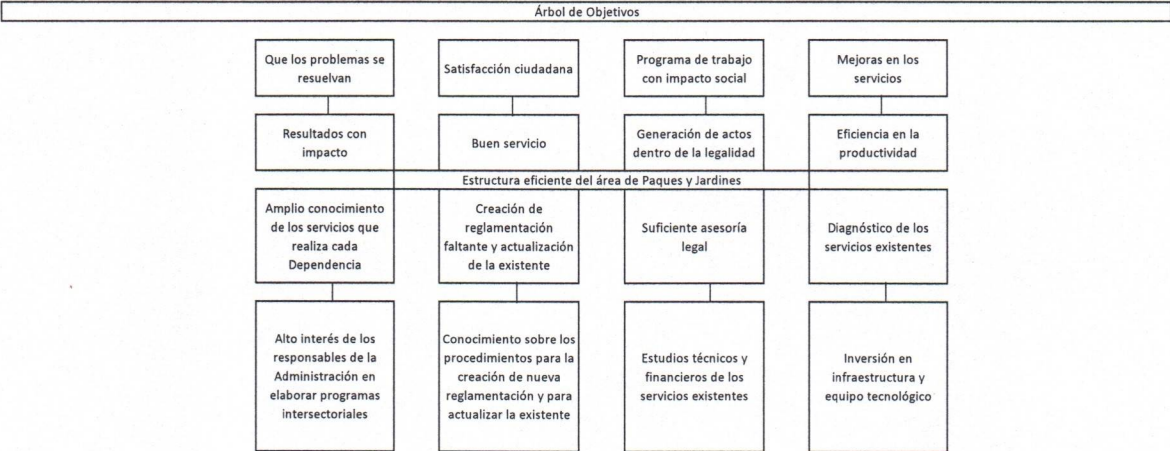 Árbol de Objetivos
Que los problemas se
resuelvan
Satisfacción ciudadana
Programa de trabajo
con impacto social
Mejoras en los
servicios
Resultados con
impacto
Buen servicio
Generación de actos
dentro de la legalidad
Eficiencia en la
productividad
Estructura eficiente del área de Paques y Jardines
Amplio conocimiento
de los servicios que
realiza cada
Dependencia
Creación de
reglamentación
faltante y actualización
de la existente
Suficiente asesoría
legal
Diagnóstico de los
servicios existentes
Alto interés de los
responsables de la
Administración en
elaborar programas
intersectoriales
Conocimiento sobre los
procedimientos para la
creación de nueva
reglamentación y para
actualizar la existente
Estudios técnicos y
financieros de los
servicios existentes
Inversión en
infraestructura y
equipo tecnológico